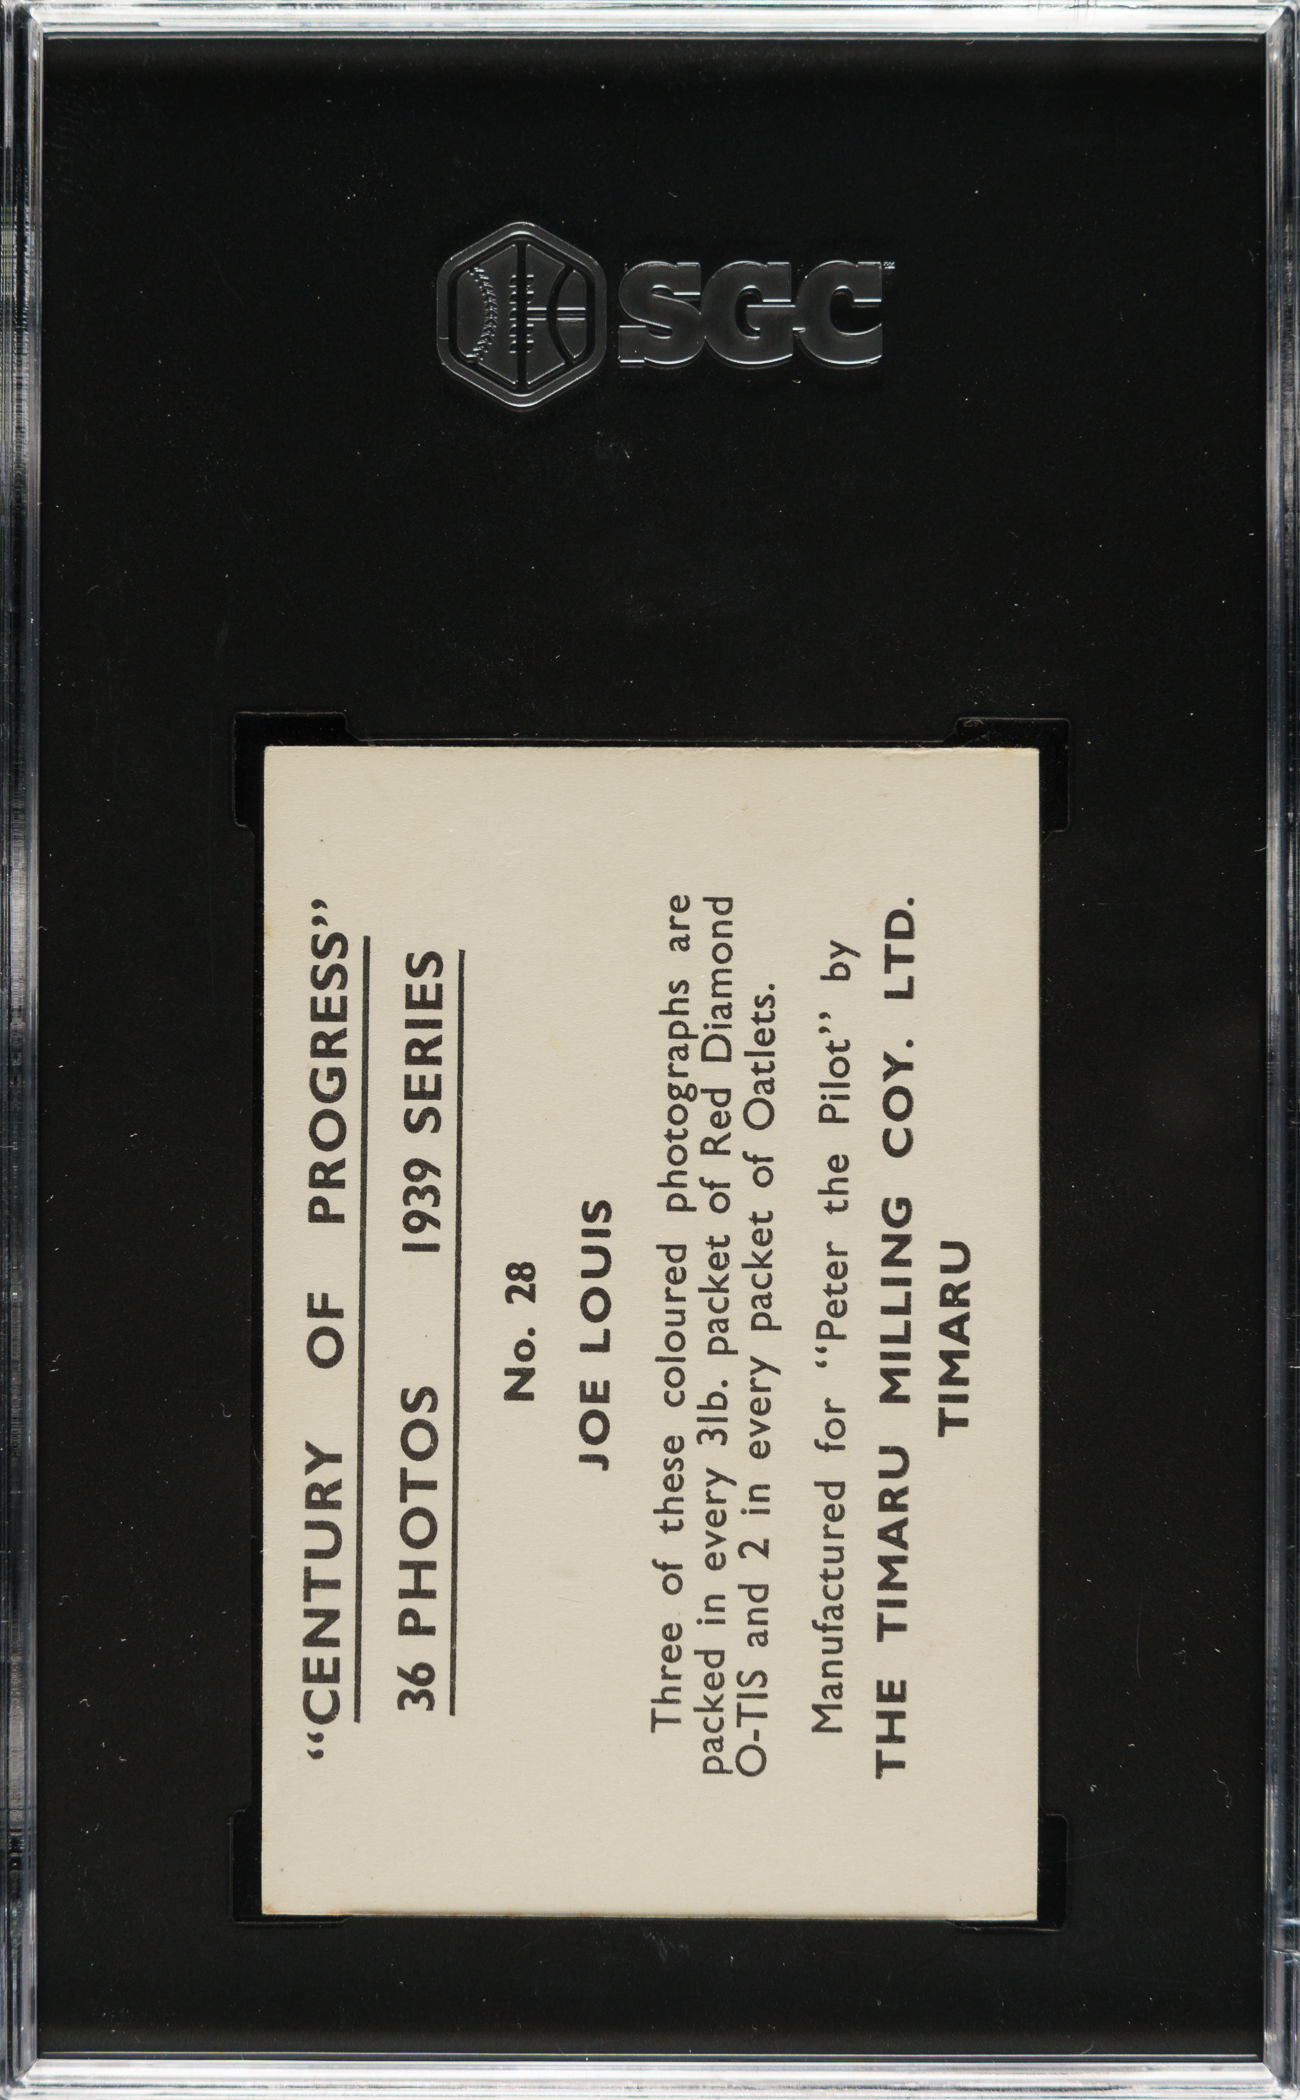 SGC
"CENTURY OF PROGRESS"
36 PHOTOS 1939 SERIES
No. 28
JOE LOUIS
Three of these coloured photographs are
packed in every 3lb. packet of Red Diamond
O-TIS and 2 in every packet of Oatlets.
Manufactured for "Peter the Pilot" by
THE TIMARU MILLING COY. LTD.
TIMARU